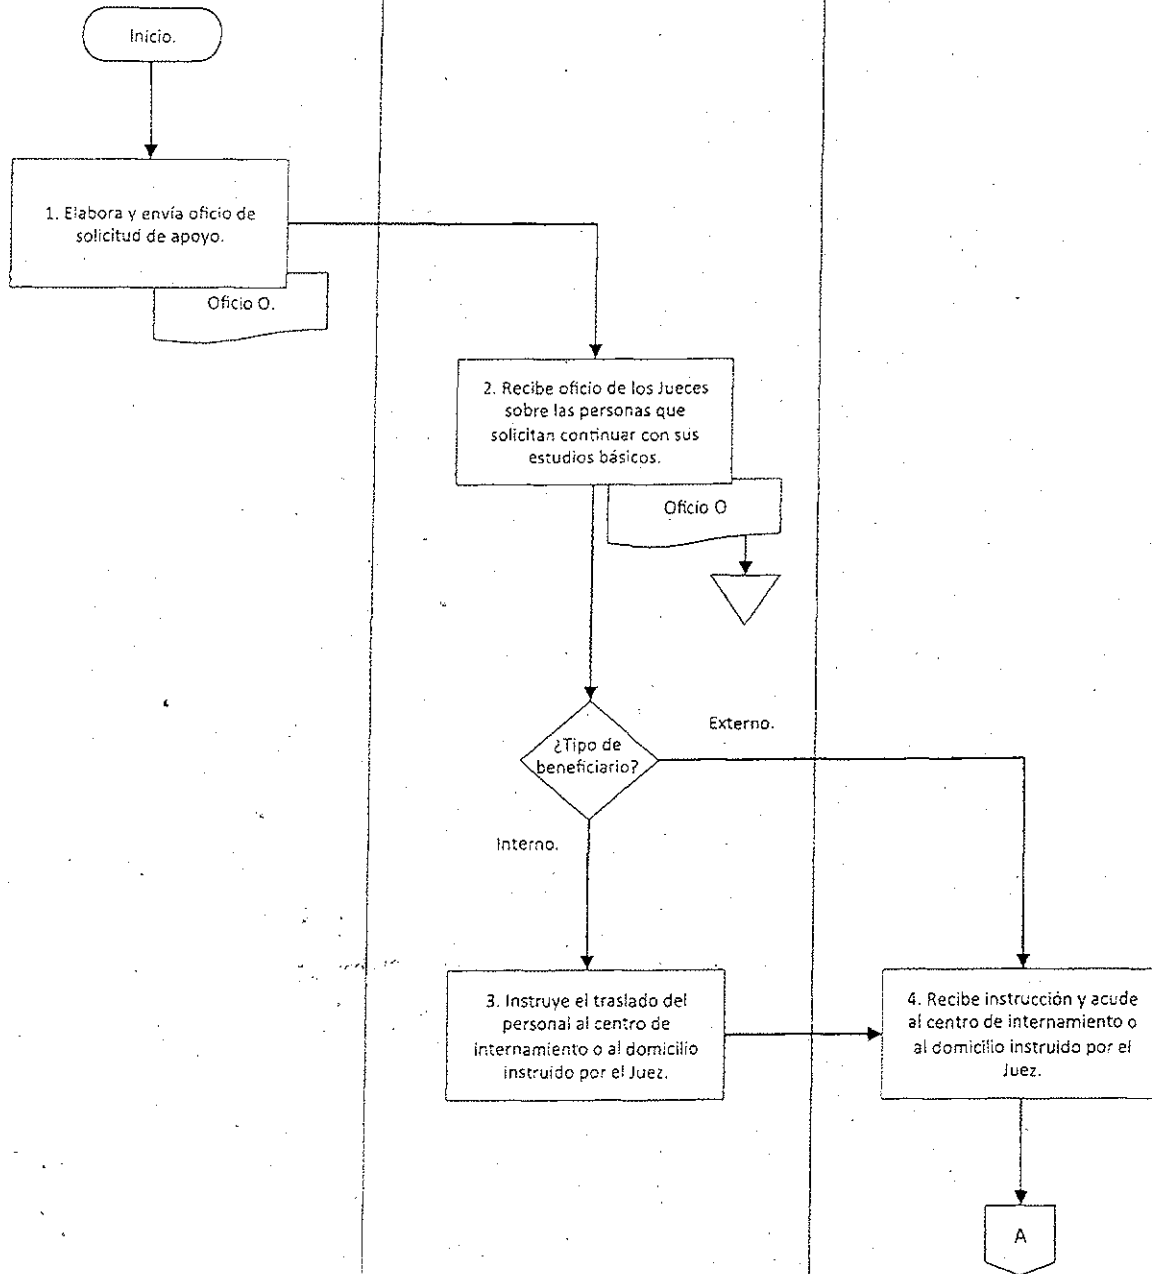 Inicio.
1. Elabora y envía oficio de
solicitud de apoyo.
Oficio O.
2. Recibe oficio de los Jueces
sobre las personas que
solicitan continuar con sus
estudios básicos.
Oficio O
¿Tipo de
beneficiario?
Externo.
Interno.
3. Instruye el traslado del
personal al centro de
internamiento o al domicilio
instruido por el Juez.
4. Recibe instrucción y acude
al centro de internamiento o
al domicilio instruido por el
Juez.
A